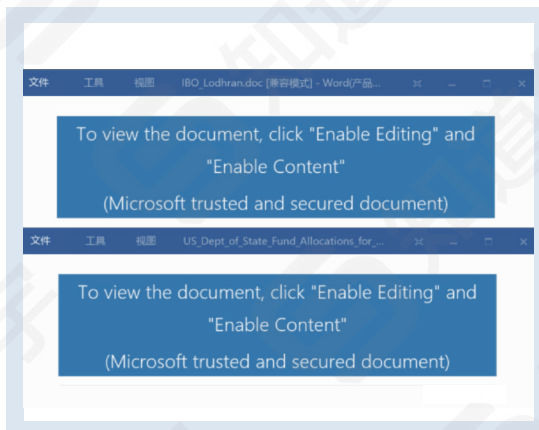 文件 工具 视图 IBO_Lodhran.doc [兼容模式] - Word(产品...
To view the document, click "Enable Editing" and
"Enable Content"
(Microsoft trusted and secured document)
文件 工具 视图 US_Dept_of_State_Fund_Allocations_for_...
To view the document, click "Enable Editing" and
"Enable Content"
(Microsoft trusted and secured document)